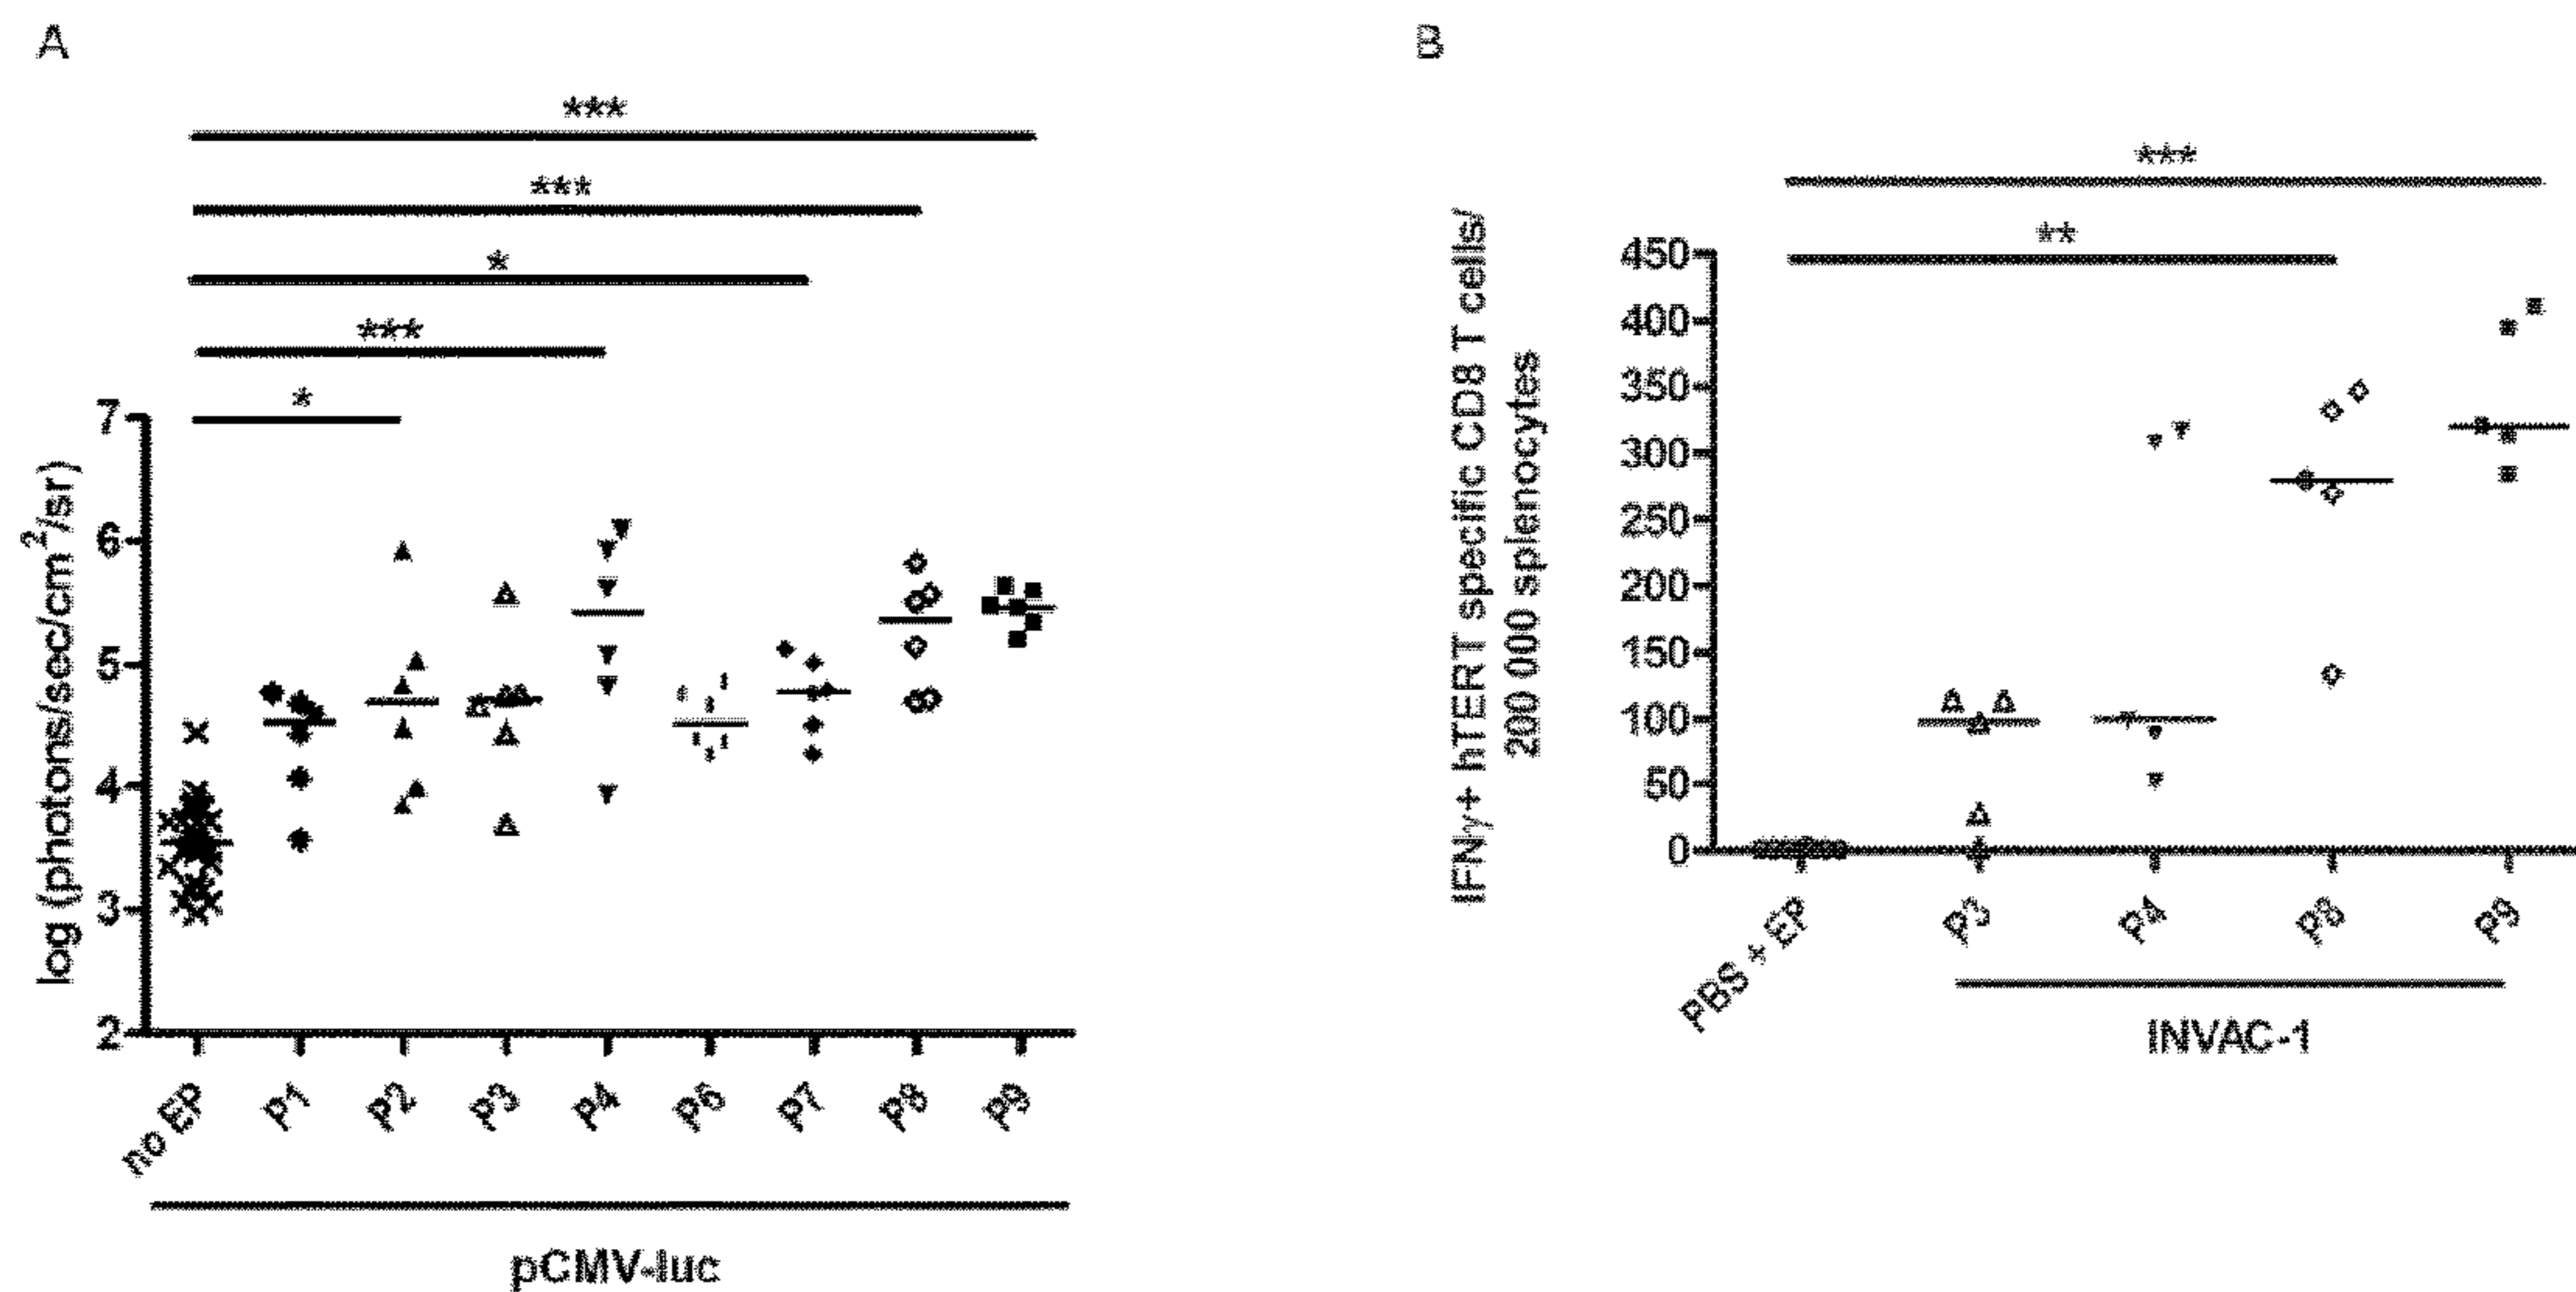 A
***
***
*
***
*
7
6
5
4
3
2
log (photons/sec/cm²/sr)
no EP
P1
P2
P3
P4
P6
P7
P8
P9
pCMV-luc
B
***
**
450
400
350
300
250
200
150
100
50
0
IFNγ+ hTERT specific CD8 T cells/
200 000 splenocytes
PBS + EP
P3
P4
P8
P9
INVAC-1